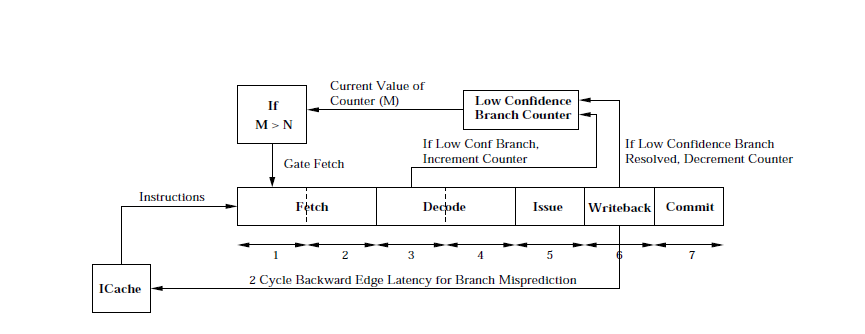 Current Value of
Counter (M)
If
M > N
Low Confidence
Branch Counter
If Low Conf Branch,
Increment Counter
If Low Confidence Branch
Resolved, Decrement Counter
Gate Fetch
Instructions
Fetch
Decode
Issue
Writeback
Commit
1
2
3
4
5
6
7
2 Cycle Backward Edge Latency for Branch Misprediction
ICache